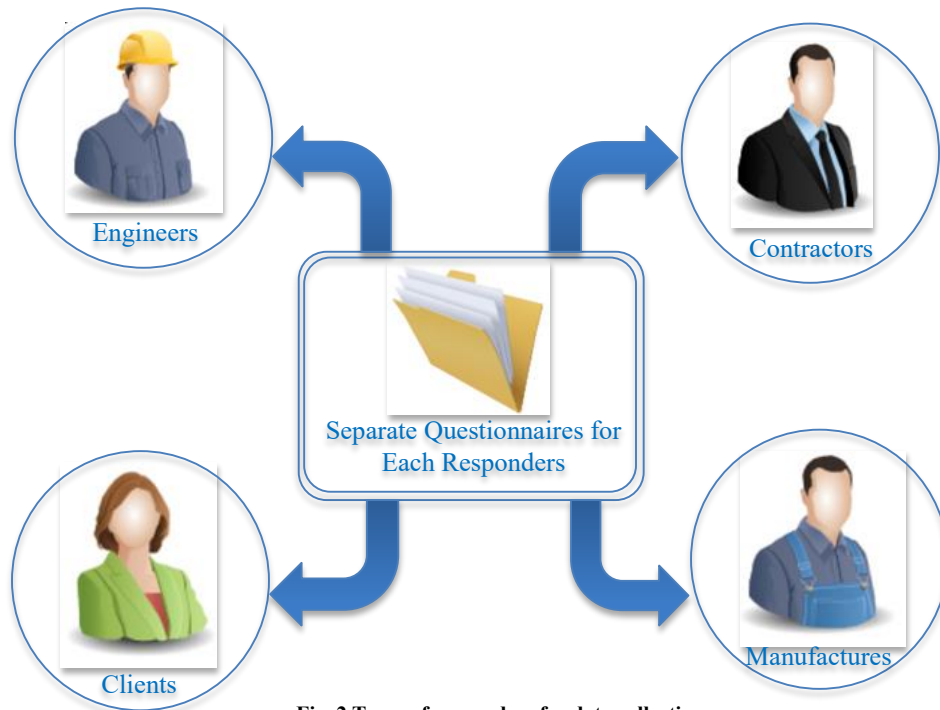 Engineers
Contractors
Separate Questionnaires for
Each Responders
Clients
Manufactures